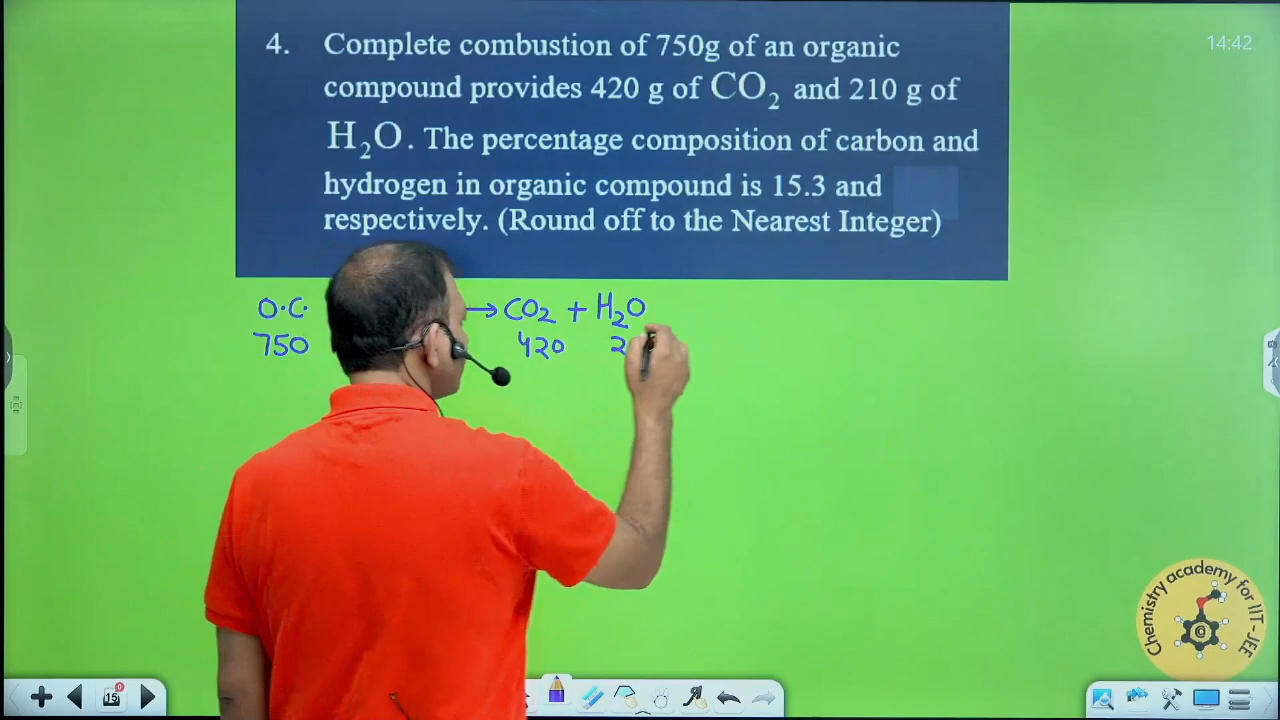 4. Complete combustion of 750g of an organic
compound provides 420 g of CO₂ and 210 g of
H₂O. The percentage composition of carbon and
hydrogen in organic compound is 15.3 and
respectively. (Round off to the Nearest Integer)
14:42
O.C. → CO₂ + H₂O
750 420 2
Chemistry academy for IIT-JEE
©
15
0